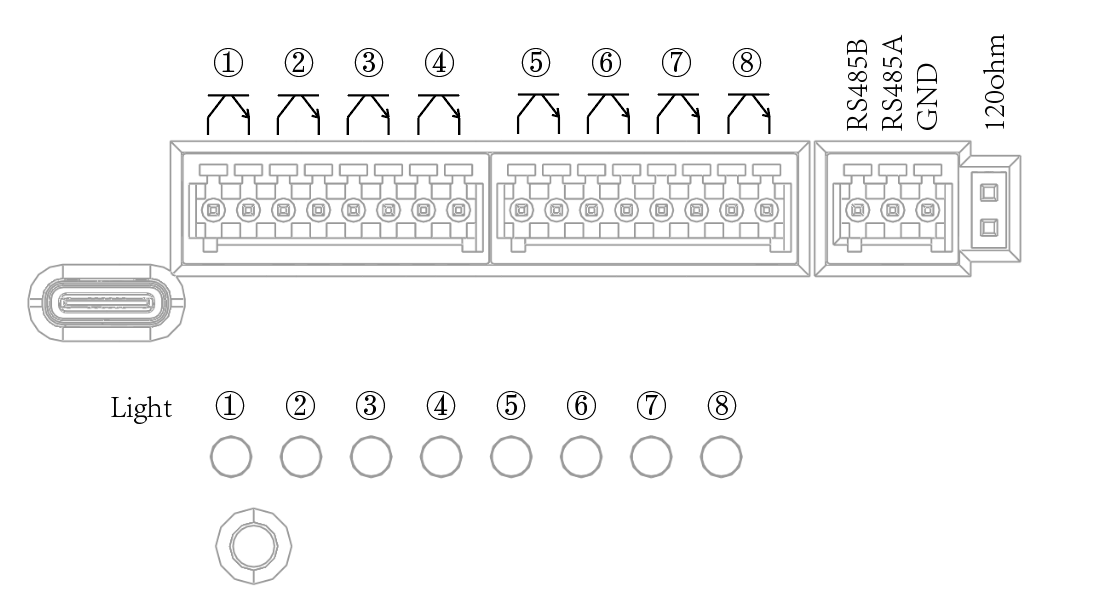 ① ② ③ ④ ⑤ ⑥ ⑦ ⑧
RS485B
RS485A
GND
120ohm
Light ① ② ③ ④ ⑤ ⑥ ⑦ ⑧